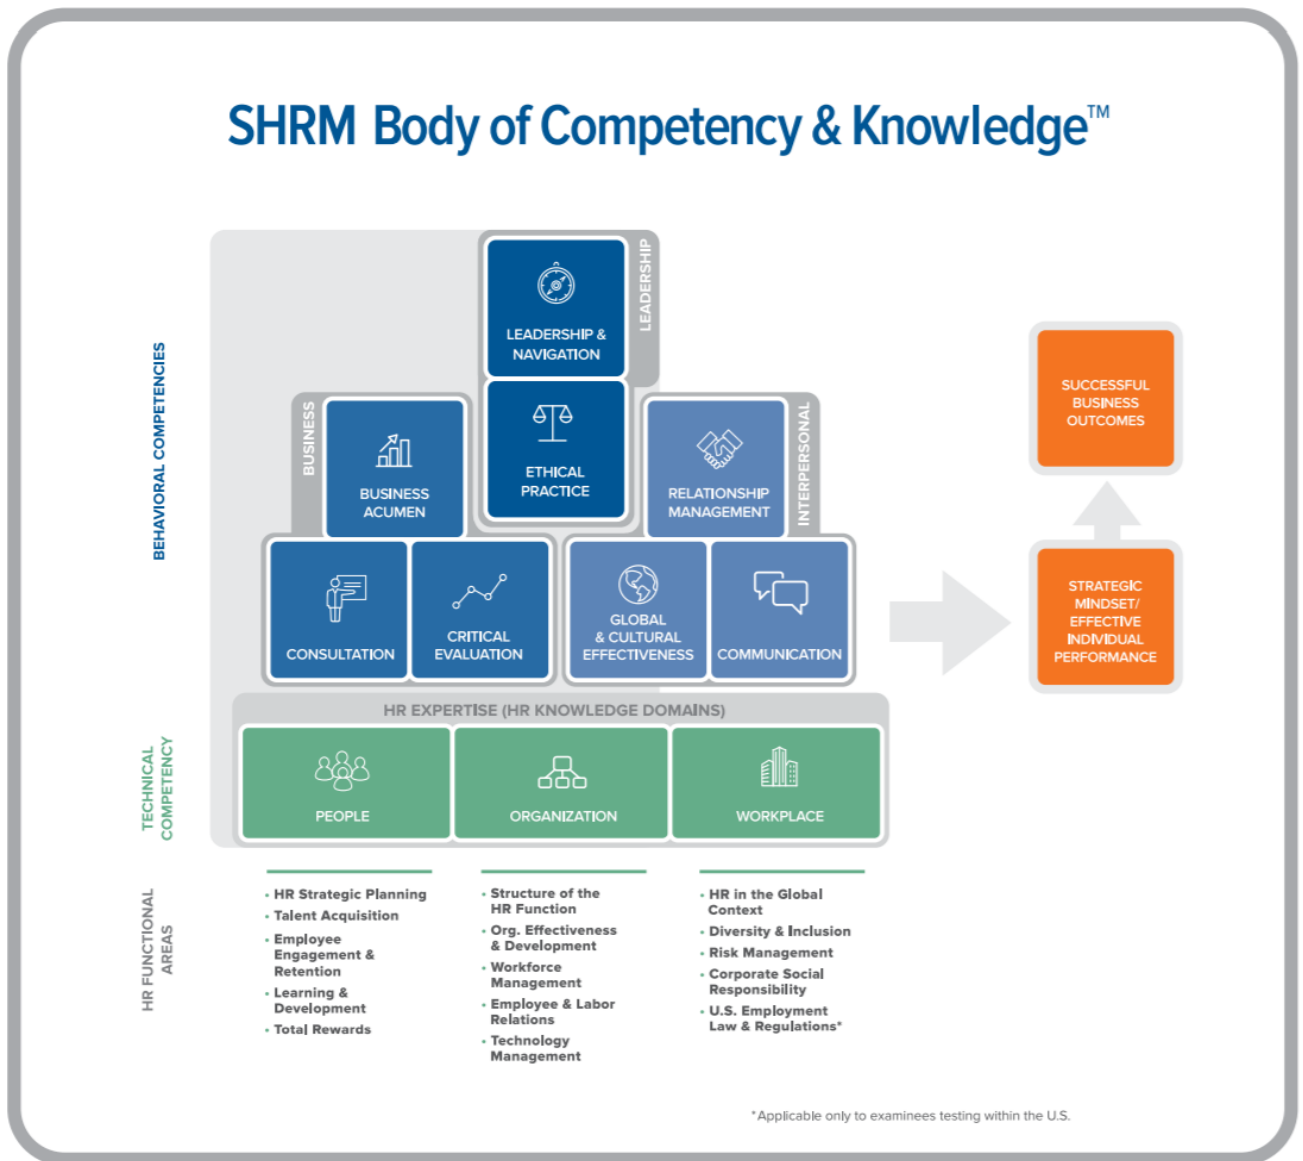 SHRM Body of Competency & Knowledge™
BEHAVIORAL COMPETENCIES
LEADERSHIP
LEADERSHIP &
NAVIGATION
ETHICAL
PRACTICE
BUSINESS
BUSINESS
ACUMEN
CONSULTATION
CRITICAL
EVALUATION
INTERPERSONAL
RELATIONSHIP
MANAGEMENT
GLOBAL
& CULTURAL
EFFECTIVENESS
COMMUNICATION
SUCCESSFUL
BUSINESS
OUTCOMES
STRATEGIC
MINDSET/
EFFECTIVE
INDIVIDUAL
PERFORMANCE
TECHNICAL
COMPETENCY
HR EXPERTISE (HR KNOWLEDGE DOMAINS)
PEOPLE
ORGANIZATION
WORKPLACE
HR FUNCTIONAL
AREAS
• HR Strategic Planning
• Talent Acquisition
• Employee
Engagement &
Retention
• Learning &
Development
• Total Rewards
• Structure of the
HR Function
• Org. Effectiveness
& Development
• Workforce
Management
• Employee & Labor
Relations
• Technology
Management
• HR in the Global
Context
• Diversity & Inclusion
• Risk Management
• Corporate Social
Responsibility
• U.S. Employment
Law & Regulations*
*Applicable only to examinees testing within the U.S.